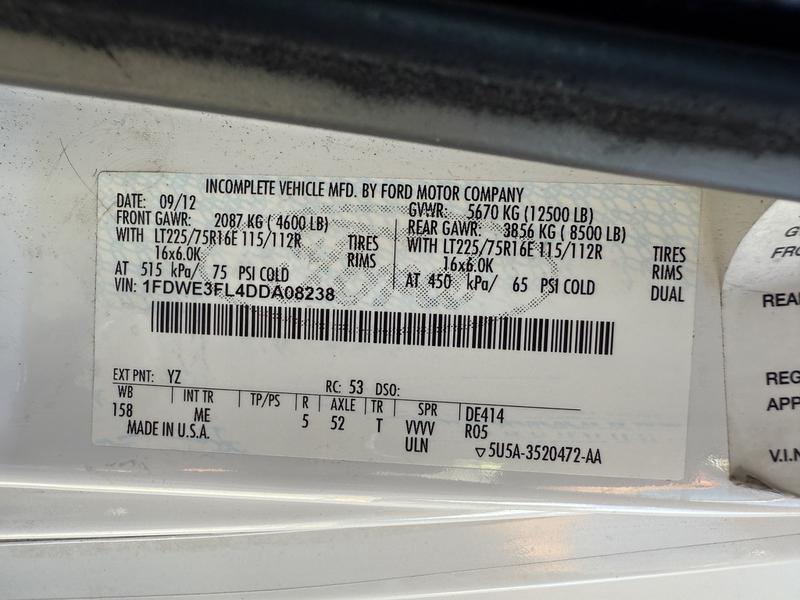 INCOMPLETE VEHICLE MFD. BY FORD MOTOR COMPANY
DATE: 09/12 GVWR: 5670 KG (12500 LB)
FRONT GAWR: 2087 KG ( 4600 LB) REAR GAWR: 3856 KG ( 8500 LB)
WITH LT225/75R16E 115/112R TIRES WITH LT225/75R16E 115/112R TIRES
16x6.0K RIMS 16x6.0K RIMS
AT 515 kPa/ 75 PSI COLD AT 450 kPa/ 65 PSI COLD DUAL
VIN: 1FDWE3FL4DDA08238
EXT PNT: YZ RC: 53 DSO:
WB INT TR TP/PS R AXLE TR SPR DE414
158 ME 5 52 T VVVV R05
MADE IN U.S.A. ULN ▽5U5A-3520472-AA
FRO
REA
REG
APP
V.I.N